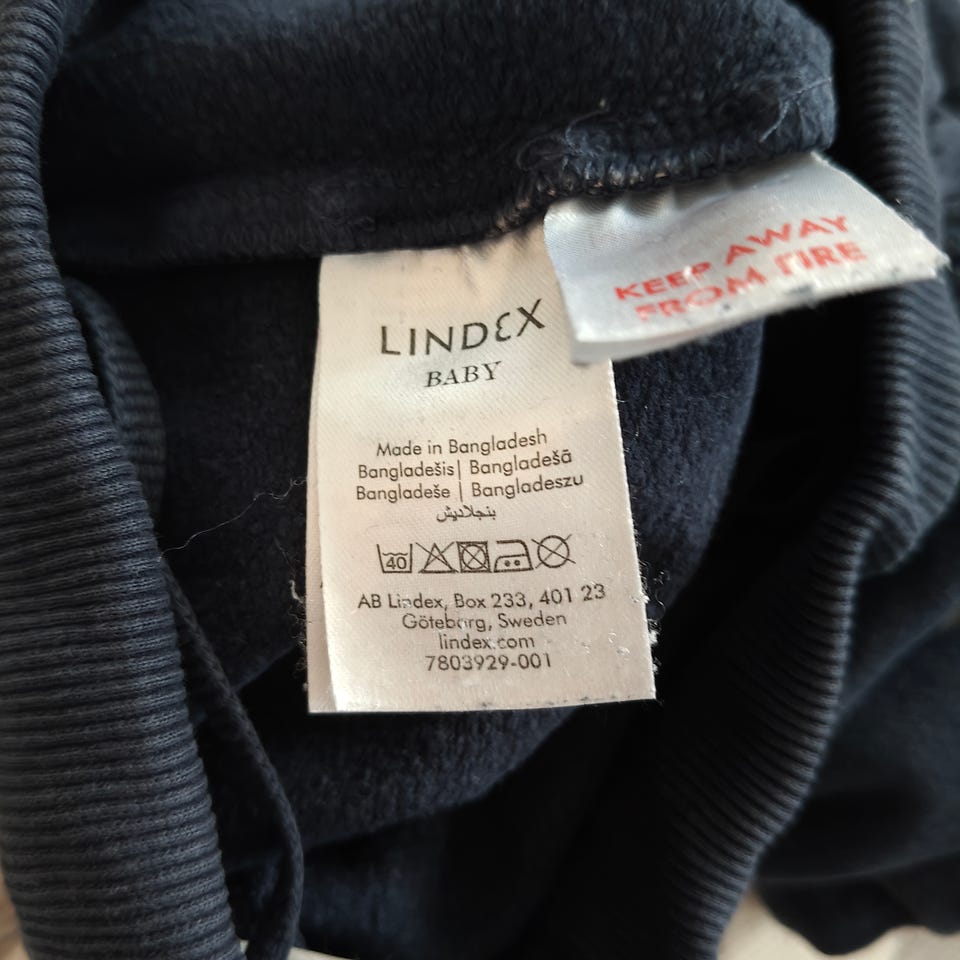 LINDEX
BABY
Made in Bangladesh
Bangladešis | Bangladešā
Bangladeše | Bangladeszu
بنجلاديش
40
AB Lindex, Box 233, 401 23
Göteborg, Sweden
lindex.com
7803929-001
KEEP AWAY
FROM FIRE